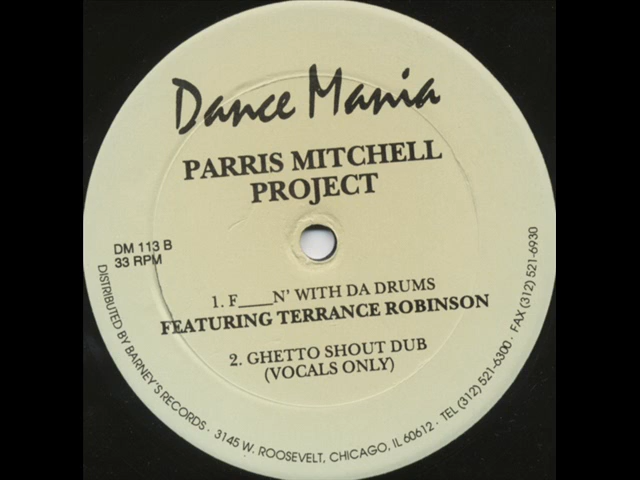 Dance Mania
PARRIS MITCHELL
PROJECT
DM 113 B
33 RPM
1. F____N' WITH DA DRUMS
FEATURING TERRANCE ROBINSON
2. GHETTO SHOUT DUB
(VOCALS ONLY)
DISTRIBUTED BY BARNEY'S RECORDS · 3145 W. ROOSEVELT, CHICAGO, IL 60612 · TEL (312) 521-6300 · FAX (312) 521-6930